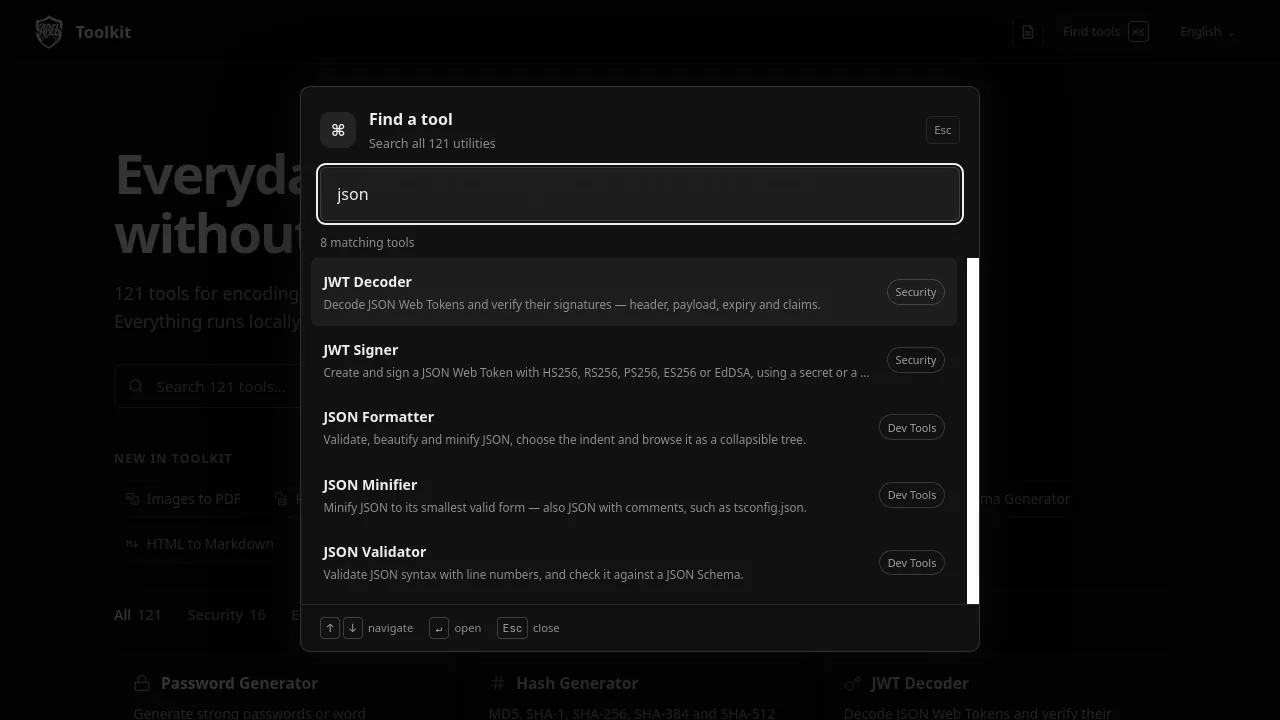 Toolkit
Find tools ⌘K
English
⌘
Find a tool
Search all 121 utilities
Esc
json
8 matching tools
JWT Decoder
Decode JSON Web Tokens and verify their signatures — header, payload, expiry and claims.
Security
JWT Signer
Create and sign a JSON Web Token with HS256, RS256, PS256, ES256 or EdDSA, using a secret or a ...
Security
JSON Formatter
Validate, beautify and minify JSON, choose the indent and browse it as a collapsible tree.
Dev Tools
JSON Minifier
Minify JSON to its smallest valid form — also JSON with comments, such as tsconfig.json.
Dev Tools
JSON Validator
Validate JSON syntax with line numbers, and check it against a JSON Schema.
Dev Tools
↑ ↓ navigate ↵ open Esc close
Everyda
without
121 tools for encoding
Everything runs locally
Search 121 tools...
NEW IN TOOLKIT
Images to PDF
ma Generator
HTML to Markdown
All 121 Security 16
Password Generator
Generate strong passwords or word
Hash Generator
MD5, SHA-1, SHA-256, SHA-384 and SHA-512
JWT Decoder
Decode JSON Web Tokens and verify their